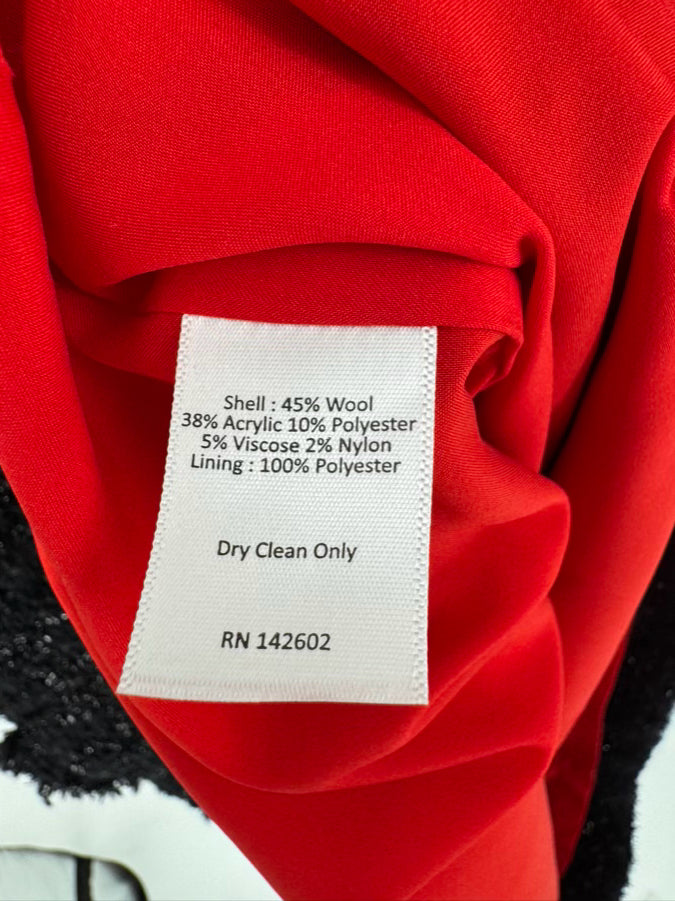 Shell : 45% Wool
38% Acrylic 10% Polyester
5% Viscose 2% Nylon
Lining : 100% Polyester
Dry Clean Only
RN 142602